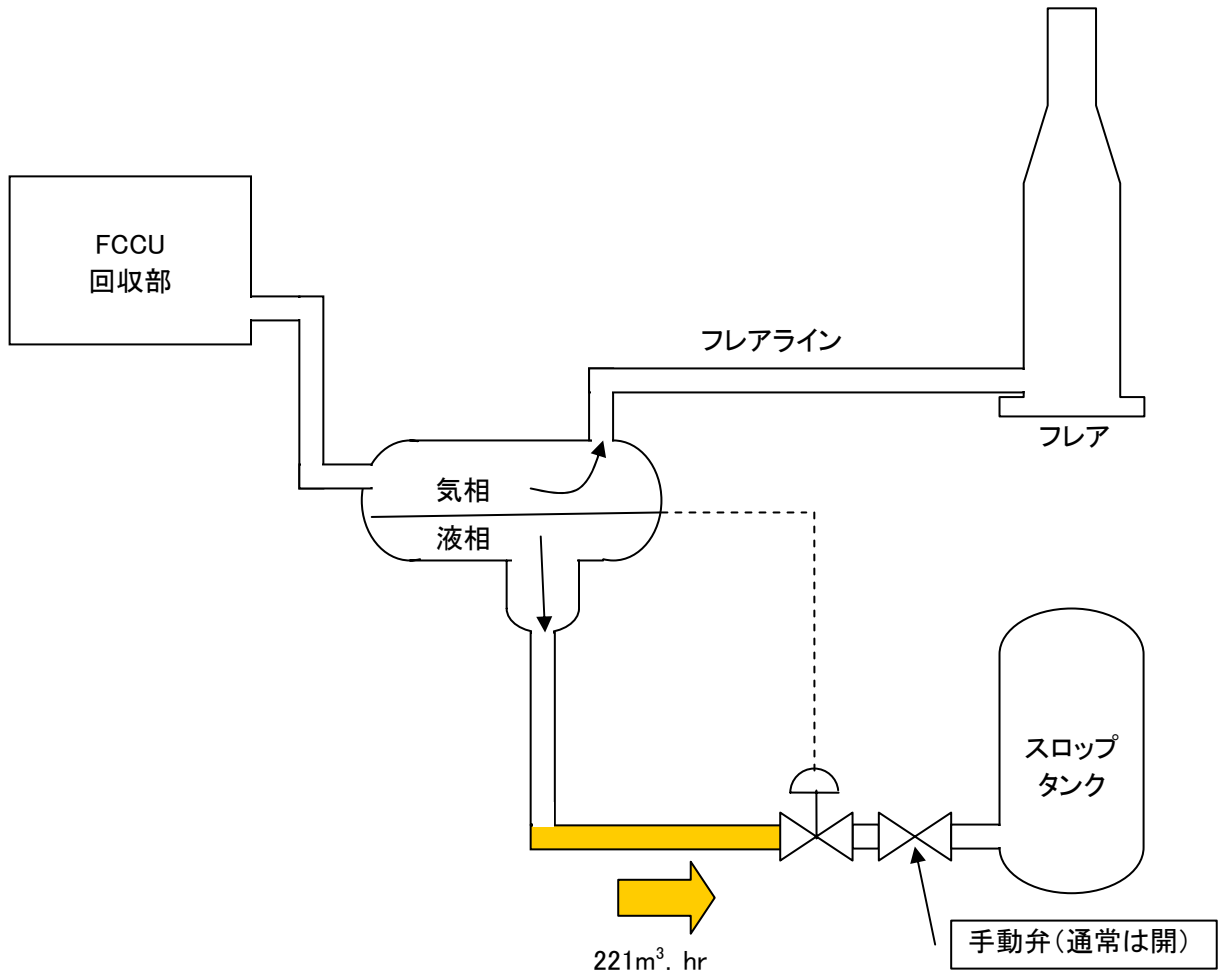 FCCU
回収部
フレアライン
フレア
気相
液相
スロップ
タンク
手動弁(通常は開)
221m³. hr